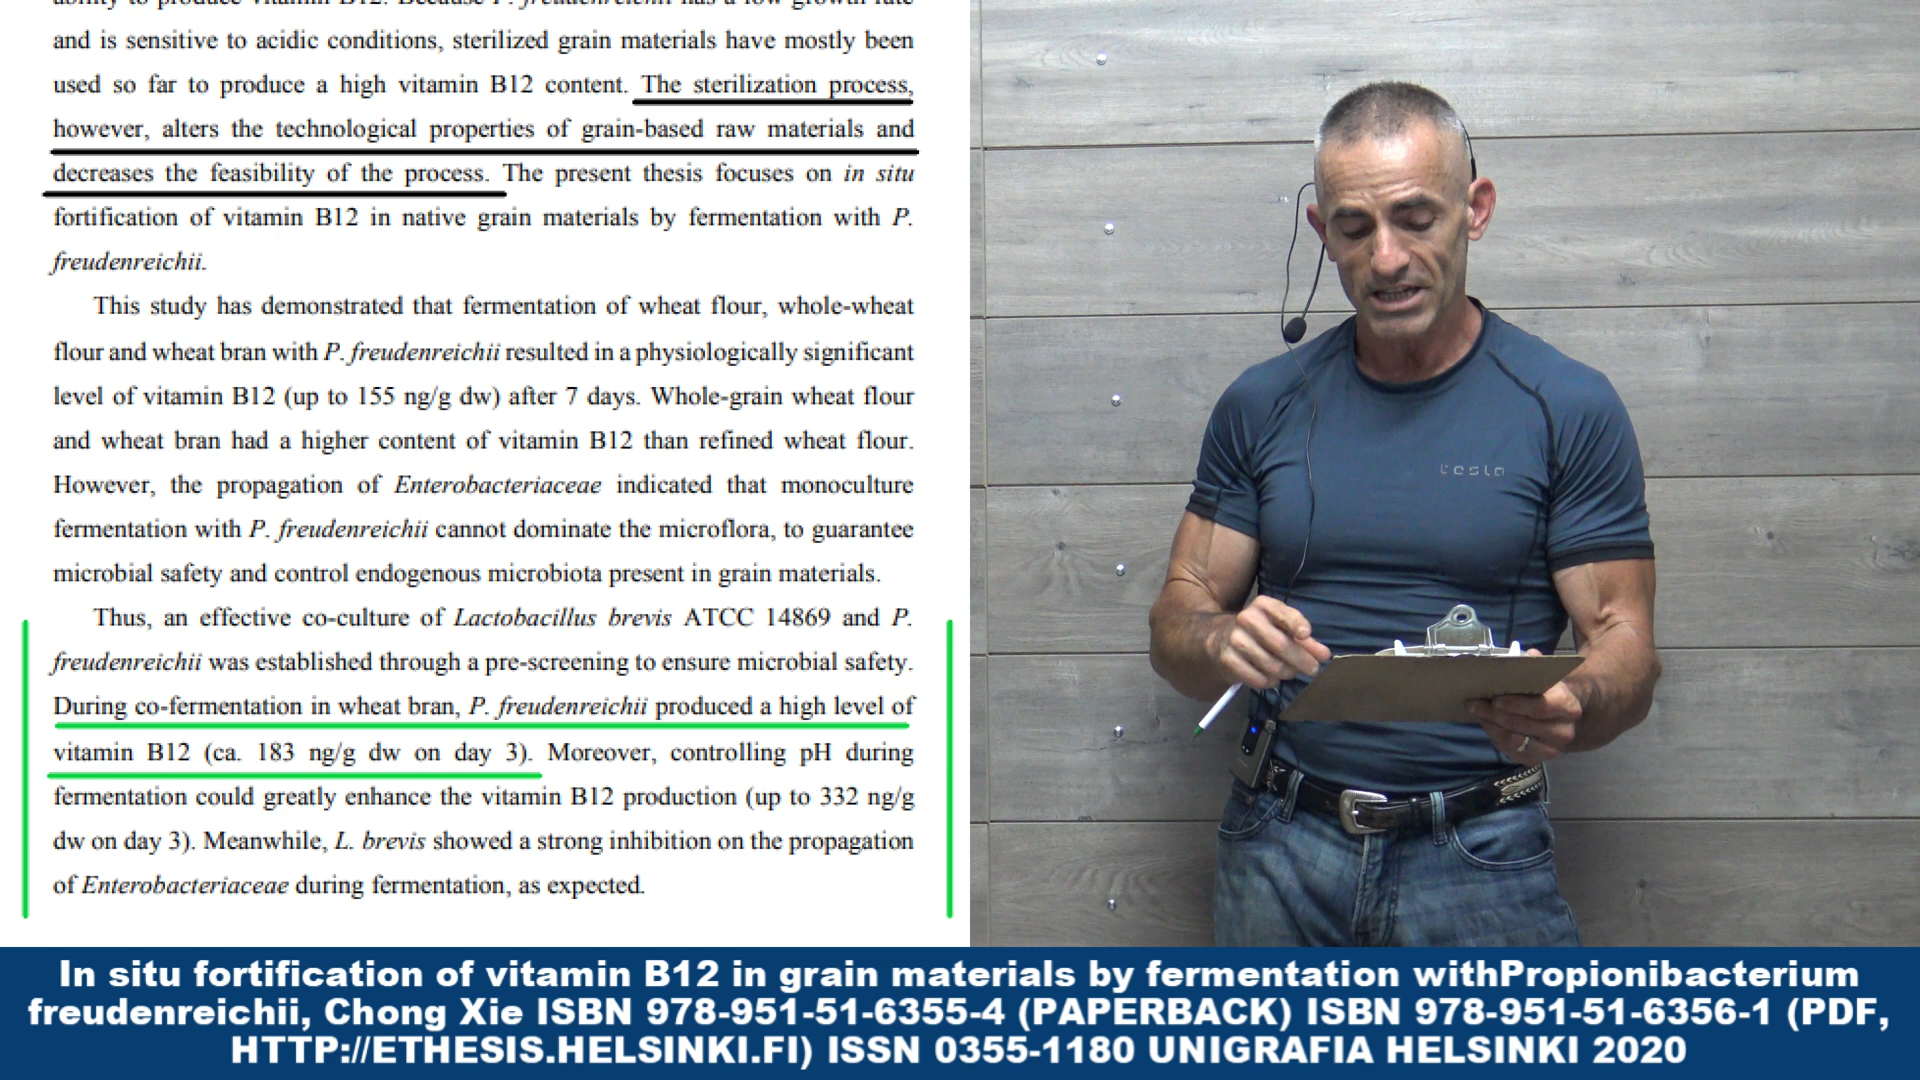 ability to produce vitamin B12. Because P. freudenreichii has a low growth rate
and is sensitive to acidic conditions, sterilized grain materials have mostly been
used so far to produce a high vitamin B12 content. The sterilization process,
however, alters the technological properties of grain-based raw materials and
decreases the feasibility of the process. The present thesis focuses on in situ
fortification of vitamin B12 in native grain materials by fermentation with P.
freudenreichii.
This study has demonstrated that fermentation of wheat flour, whole-wheat
flour and wheat bran with P. freudenreichii resulted in a physiologically significant
level of vitamin B12 (up to 155 ng/g dw) after 7 days. Whole-grain wheat flour
and wheat bran had a higher content of vitamin B12 than refined wheat flour.
However, the propagation of Enterobacteriaceae indicated that monoculture
fermentation with P. freudenreichii cannot dominate the microflora, to guarantee
microbial safety and control endogenous microbiota present in grain materials.
Thus, an effective co-culture of Lactobacillus brevis ATCC 14869 and P.
freudenreichii was established through a pre-screening to ensure microbial safety.
During co-fermentation in wheat bran, P. freudenreichii produced a high level of
vitamin B12 (ca. 183 ng/g dw on day 3). Moreover, controlling pH during
fermentation could greatly enhance the vitamin B12 production (up to 332 ng/g
dw on day 3). Meanwhile, L. brevis showed a strong inhibition on the propagation
of Enterobacteriaceae during fermentation, as expected.
tesla
In situ fortification of vitamin B12 in grain materials by fermentation withPropionibacterium
freudenreichii, Chong Xie ISBN 978-951-51-6355-4 (PAPERBACK) ISBN 978-951-51-6356-1 (PDF,
HTTP://ETHESIS.HELSINKI.FI) ISSN 0355-1180 UNIGRAFIA HELSINKI 2020